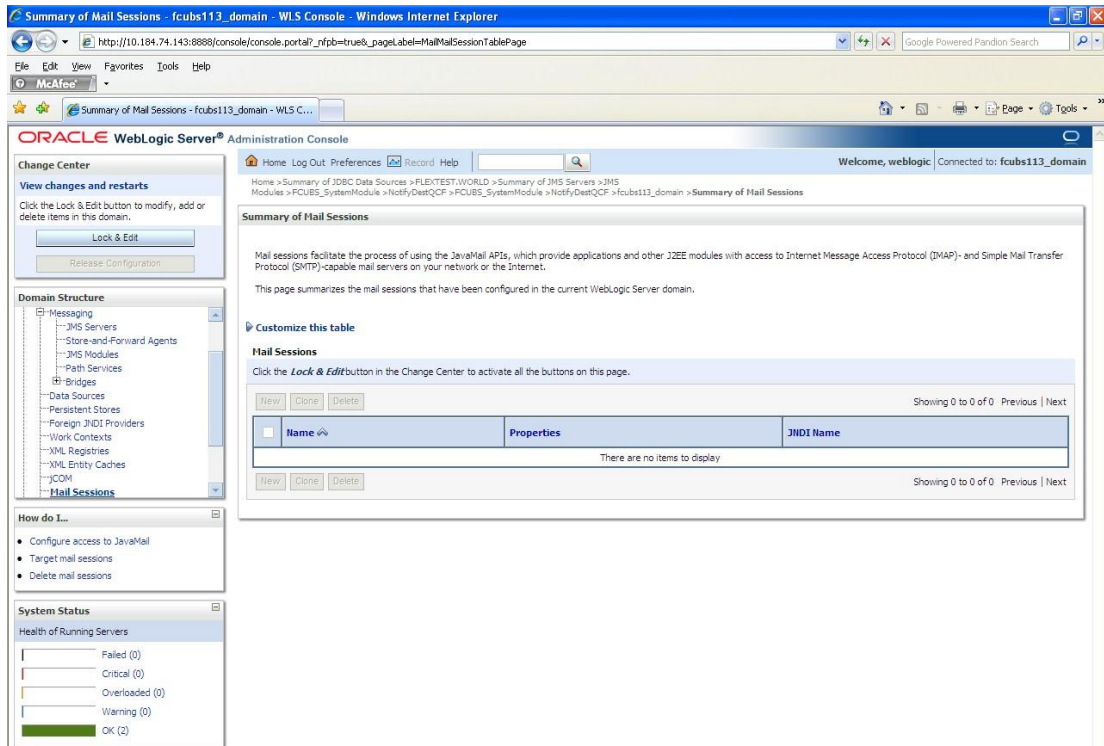 Summary of Mail Sessions - fcubs113_domain - WLS Console - Windows Internet Explorer
http://10.184.74.143:8888/console/console.portal?_nfpb=true&_pageLabel=MailMailSessionTablePage
Google Powered Pandion Search
File Edit View Favorites Tools Help
McAfee
Summary of Mail Sessions - fcubs113_domain - WLS C...
Page Tools
ORACLE WebLogic Server® Administration Console
Change Center
View changes and restarts
Click the Lock & Edit button to modify, add or
delete items in this domain.
Lock & Edit
Release Configuration
Domain Structure
Messaging
JMS Servers
Store-and-Forward Agents
JMS Modules
Path Services
Bridges
Data Sources
Persistent Stores
Foreign JNDI Providers
Work Contexts
XML Registries
XML Entity Caches
jCOM
Mail Sessions
How do I...
Configure access to JavaMail
Target mail sessions
Delete mail sessions
System Status
Health of Running Servers
Failed (0)
Critical (0)
Overloaded (0)
Warning (0)
OK (2)
Home Log Out Preferences Record Help
Welcome, weblogic Connected to: fcubs113_domain
Home >Summary of JDBC Data Sources >FLEXTEST.WORLD >Summary of JMS Servers >JMS
Modules >FCUBS_SystemModule >NotifyDestQCF >FCUBS_SystemModule >NotifyDestQCF >fcubs113_domain >Summary of Mail Sessions
Summary of Mail Sessions
Mail sessions facilitate the process of using the JavaMail APIs, which provide applications and other J2EE modules with access to Internet Message Access Protocol (IMAP)- and Simple Mail Transfer
Protocol (SMTP)-capable mail servers on your network or the Internet.
This page summarizes the mail sessions that have been configured in the current WebLogic Server domain.
Customize this table
Mail Sessions
Click the Lock & Edit button in the Change Center to activate all the buttons on this page.
New Clone Delete
Showing 0 to 0 of 0 Previous | Next
Name Properties JNDI Name
There are no items to display
New Clone Delete
Showing 0 to 0 of 0 Previous | Next